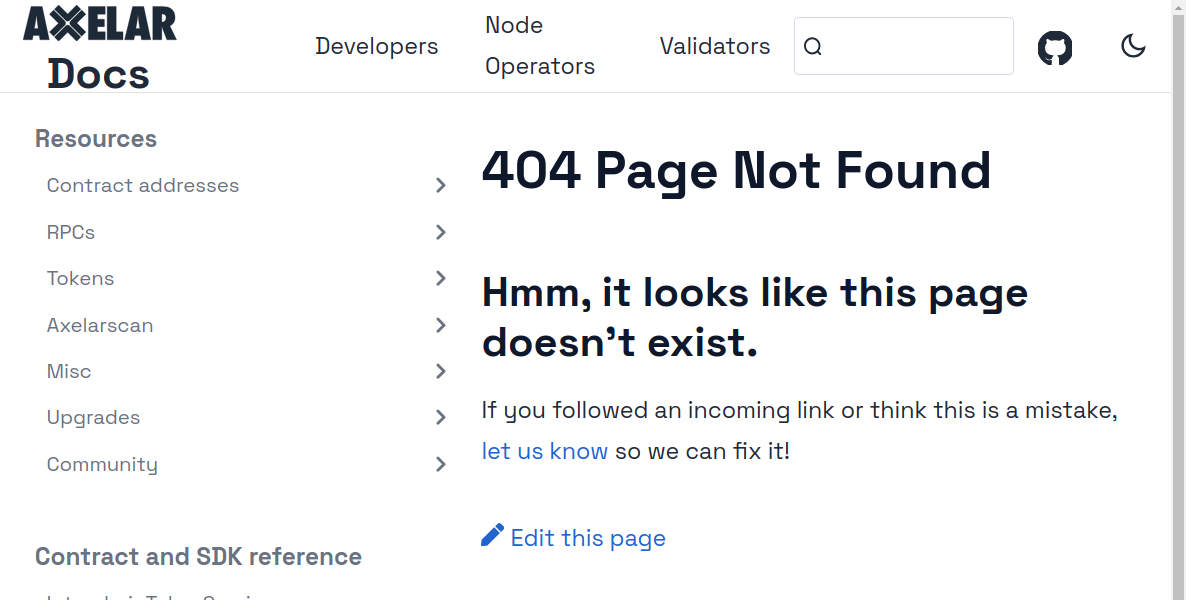 AXELAR
Docs
Developers
Node
Operators
Validators
Resources
Contract addresses
RPCs
Tokens
Axelarscan
Misc
Upgrades
Community
Contract and SDK reference
404 Page Not Found
Hmm, it looks like this page
doesn’t exist.
If you followed an incoming link or think this is a mistake,
let us know so we can fix it!
Edit this page